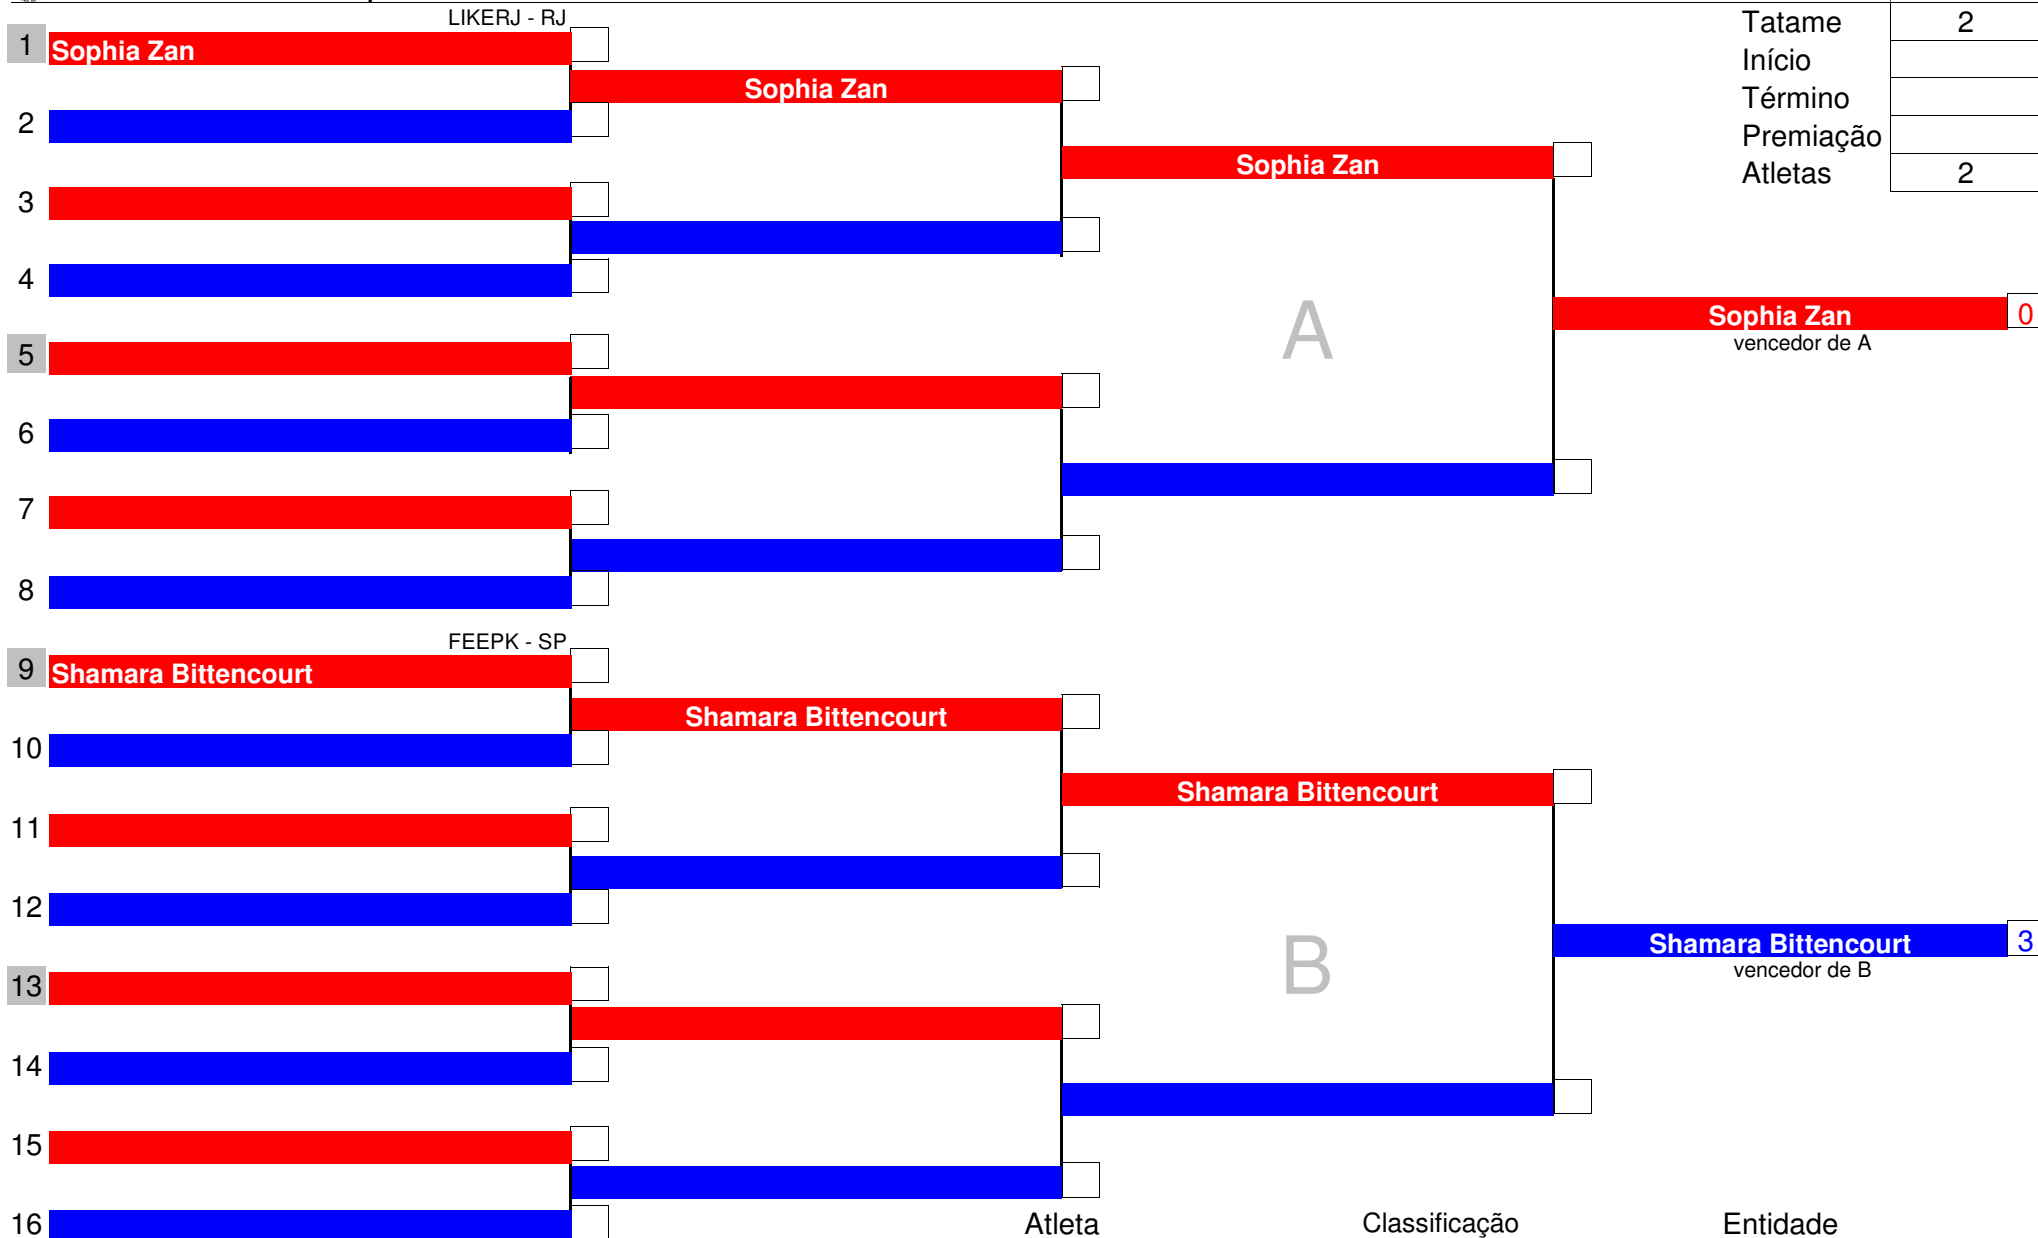 LIKERJ - RJ
Tatame 2
1 Sophia Zan
Início
Sophia Zan
Término
2
Premiação
Sophia Zan
Atletas 2
3
4
Sophia Zan 0
vencedor de A
A
5
6
7
8
FEEPK - SP
9 Shamara Bittencourt
Shamara Bittencourt
10
Shamara Bittencourt
11
12
Shamara Bittencourt 3
vencedor de B
B
13
14
15
16
Atleta Classificação Entidade